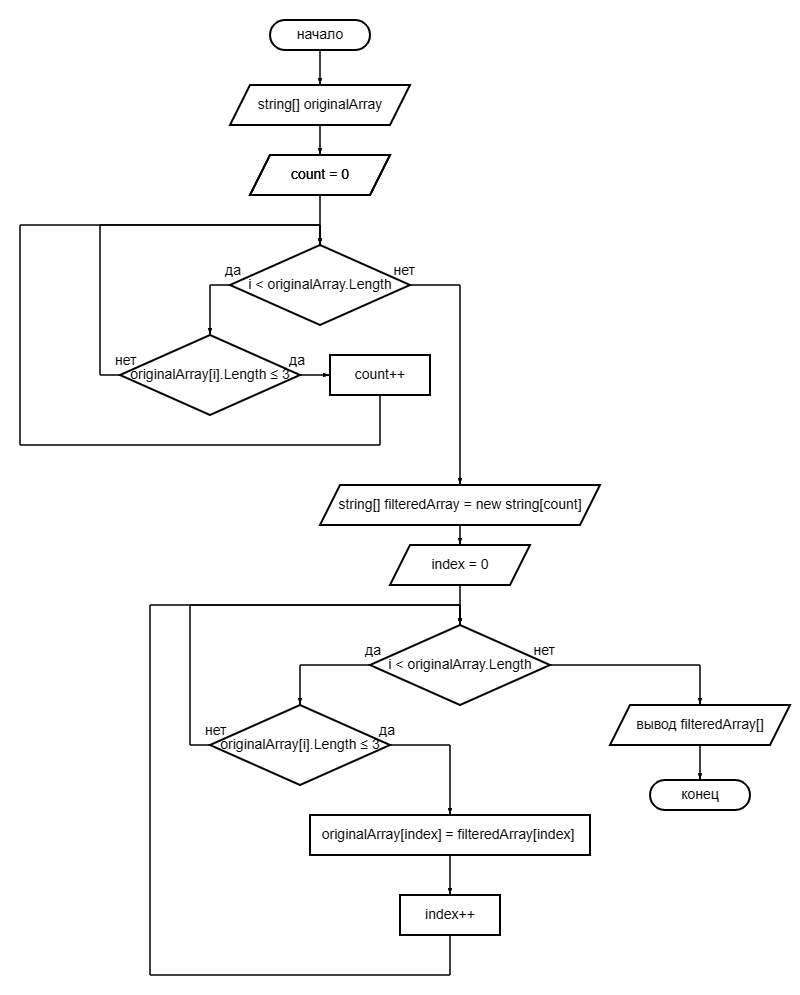 начало
string[] originalArray
count = 0
да
нет
i < originalArray.Length
нет
да
originalArray[i].Length ≤ 3
count++
string[] filteredArray = new string[count]
index = 0
да
нет
i < originalArray.Length
нет
да
originalArray[i].Length ≤ 3
вывод filteredArray[]
конец
originalArray[index] = filteredArray[index]
index++